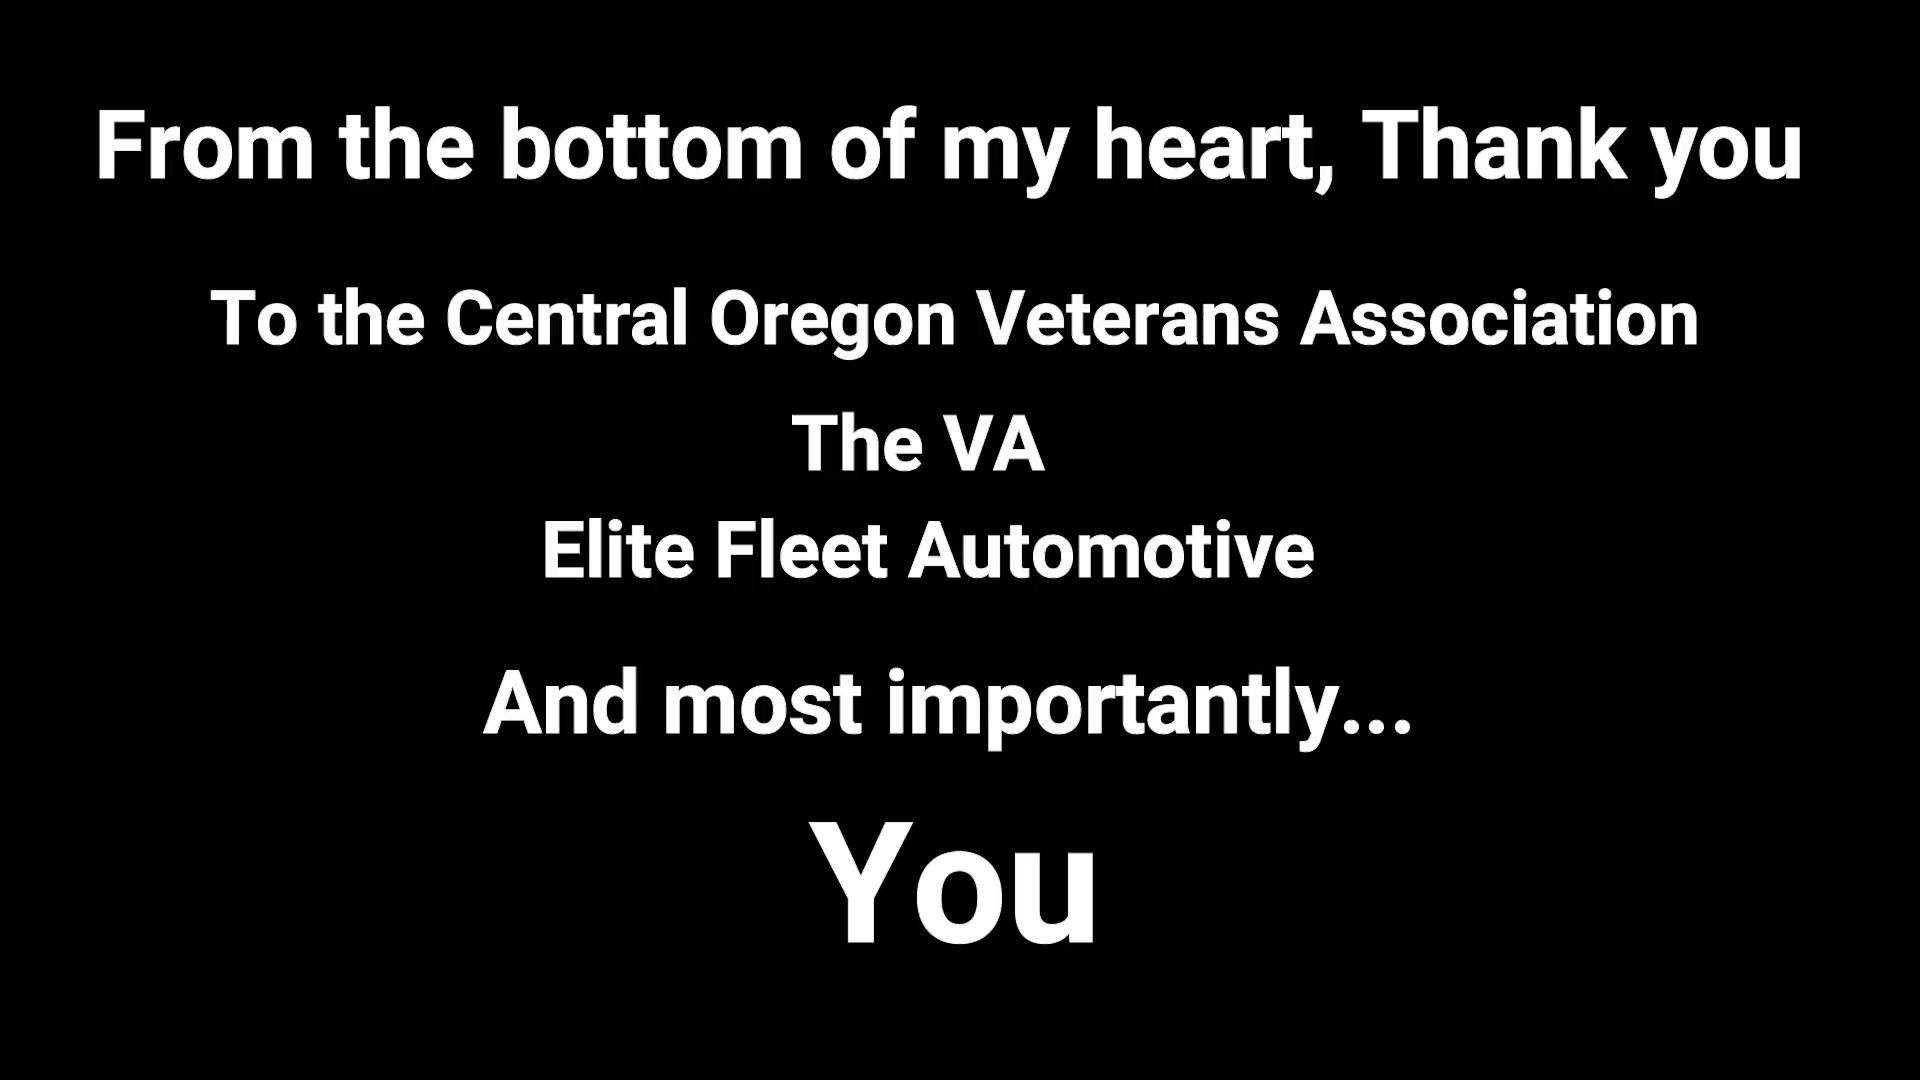 From the bottom of my heart, Thank you
To the Central Oregon Veterans Association
The VA
Elite Fleet Automotive
And most importantly...
You